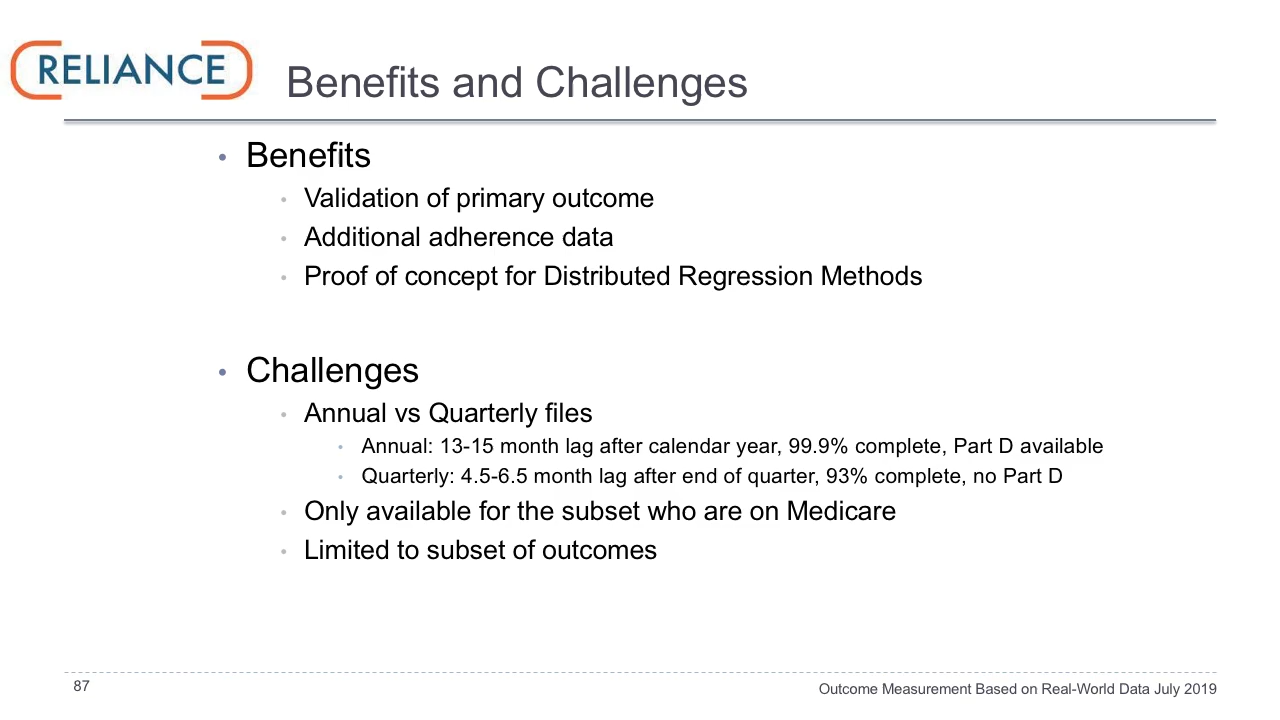 RELIANCE
Benefits and Challenges
• Benefits
• Validation of primary outcome
• Additional adherence data
• Proof of concept for Distributed Regression Methods
• Challenges
• Annual vs Quarterly files
• Annual: 13-15 month lag after calendar year, 99.9% complete, Part D available
• Quarterly: 4.5-6.5 month lag after end of quarter, 93% complete, no Part D
• Only available for the subset who are on Medicare
• Limited to subset of outcomes
87
Outcome Measurement Based on Real-World Data July 2019